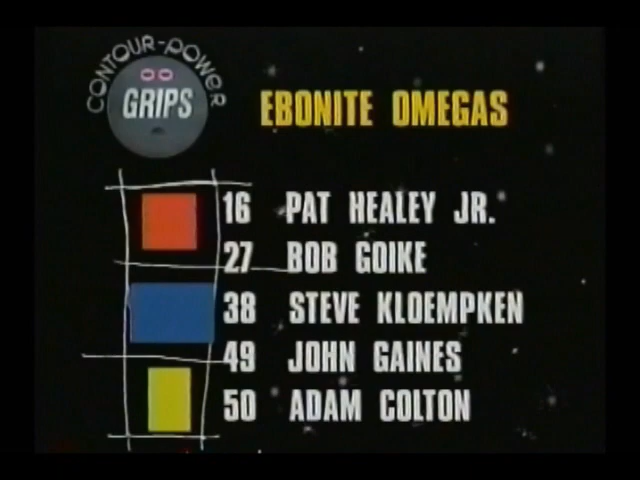 CONTOUR-POWER
GRIPS
EBONITE OMEGAS
16 PAT HEALEY JR.
27 BOB GOIKE
38 STEVE KLOEMPKEN
49 JOHN GAINES
50 ADAM COLTON